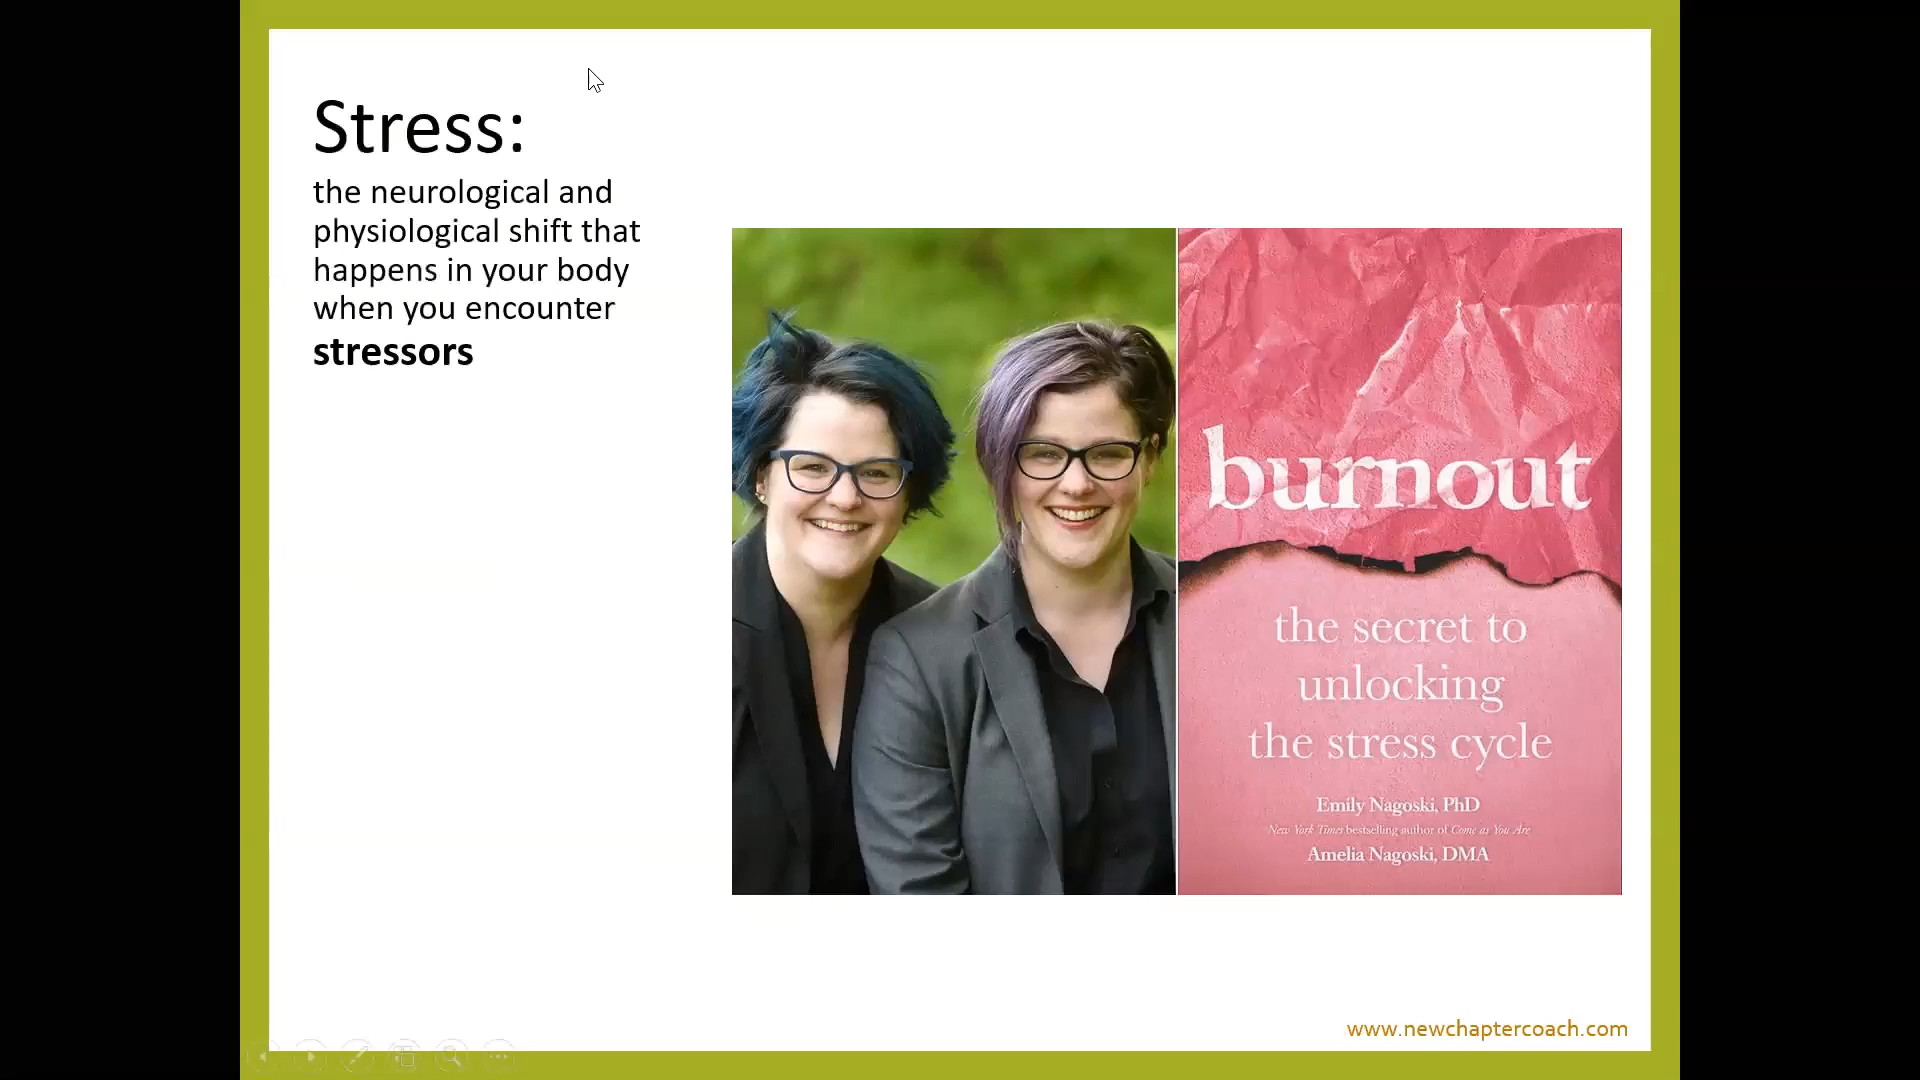 Stress:
the neurological and
physiological shift that
happens in your body
when you encounter
stressors
burnout
the secret to
unlocking
the stress cycle
Emily Nagoski, PhD
New York Times bestselling author of Come as You Are
Amelia Nagoski, DMA
www.newchaptercoach.com